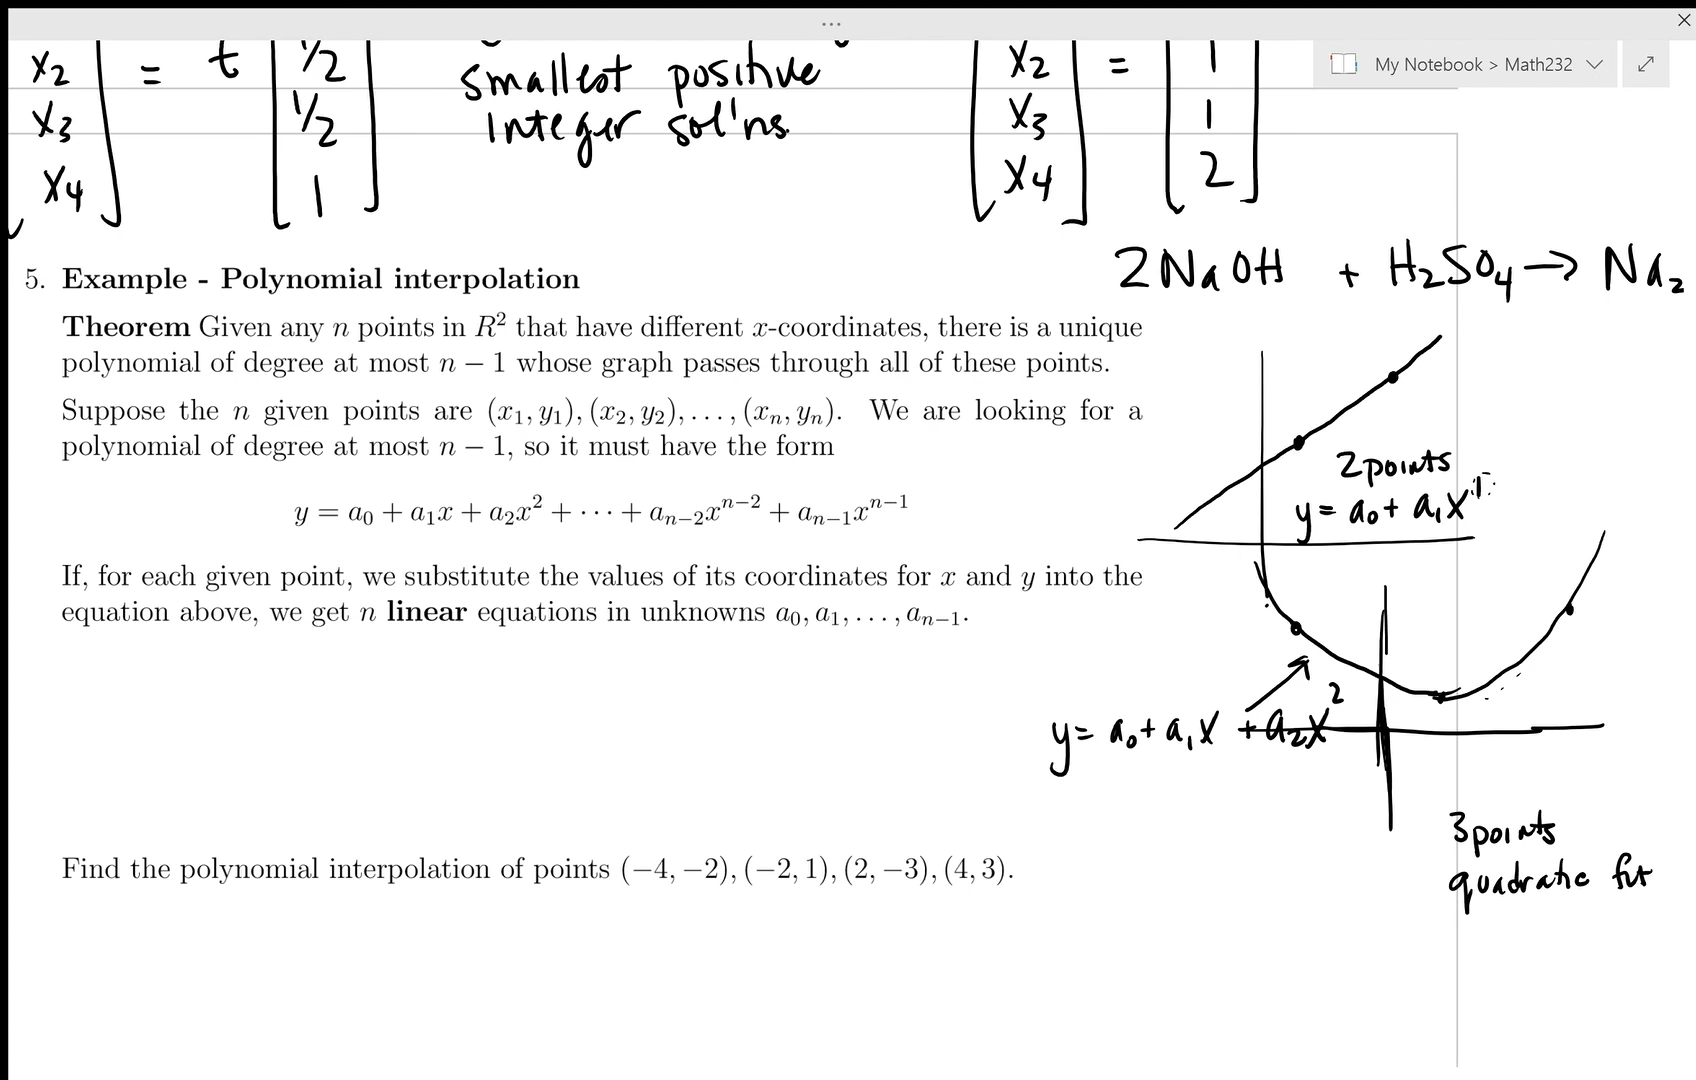 ...
My Notebook > Math232
x2 = t 1/2
x3 1/2
x4 1
smallest positive
integer sol'ns.
x2 = 1
x3 1
x4 2
2NaOH + H2SO4 → Na2
5. Example - Polynomial interpolation
Theorem Given any n points in R² that have different x-coordinates, there is a unique
polynomial of degree at most n − 1 whose graph passes through all of these points.
Suppose the n given points are (x₁, y₁), (x₂, y₂), . . . , (xₙ, yₙ). We are looking for a
polynomial of degree at most n − 1, so it must have the form
y = a₀ + a₁x + a₂x² + · · · + aₙ₋₂xⁿ⁻² + aₙ₋₁xⁿ⁻¹
If, for each given point, we substitute the values of its coordinates for x and y into the
equation above, we get n linear equations in unknowns a₀, a₁, . . . , aₙ₋₁.
2 points
y = a₀ + a₁x¹
y = a₀ + a₁x + a₂x²
3 points
quadratic fit
Find the polynomial interpolation of points (−4, −2), (−2, 1), (2, −3), (4, 3).